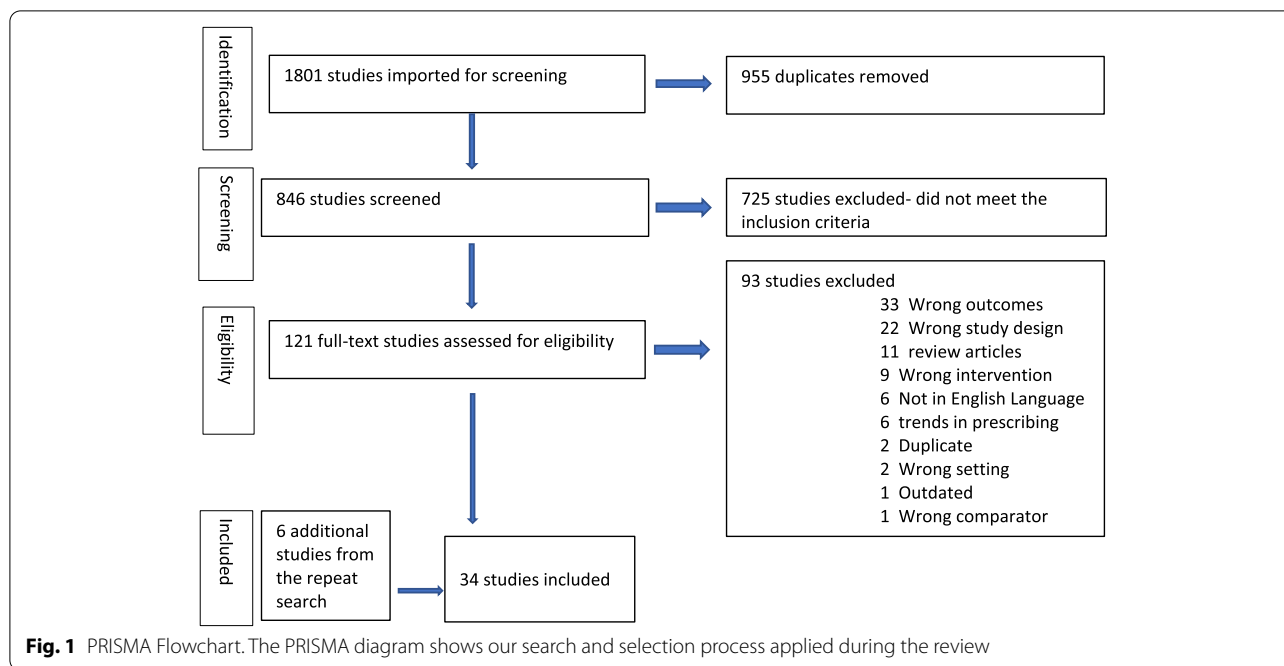 Identification
1801 studies imported for screening
955 duplicates removed
Screening
846 studies screened
725 studies excluded- did not meet the
inclusion criteria
Eligibility
121 full-text studies assessed for eligibility
93 studies excluded
33 Wrong outcomes
22 Wrong study design
11 review articles
9 Wrong intervention
6 Not in English Language
6 trends in prescribing
2 Duplicate
2 Wrong setting
1 Outdated
1 Wrong comparator
Included
6 additional
studies from
the repeat
search
34 studies included
Fig. 1 PRISMA Flowchart. The PRISMA diagram shows our search and selection process applied during the review